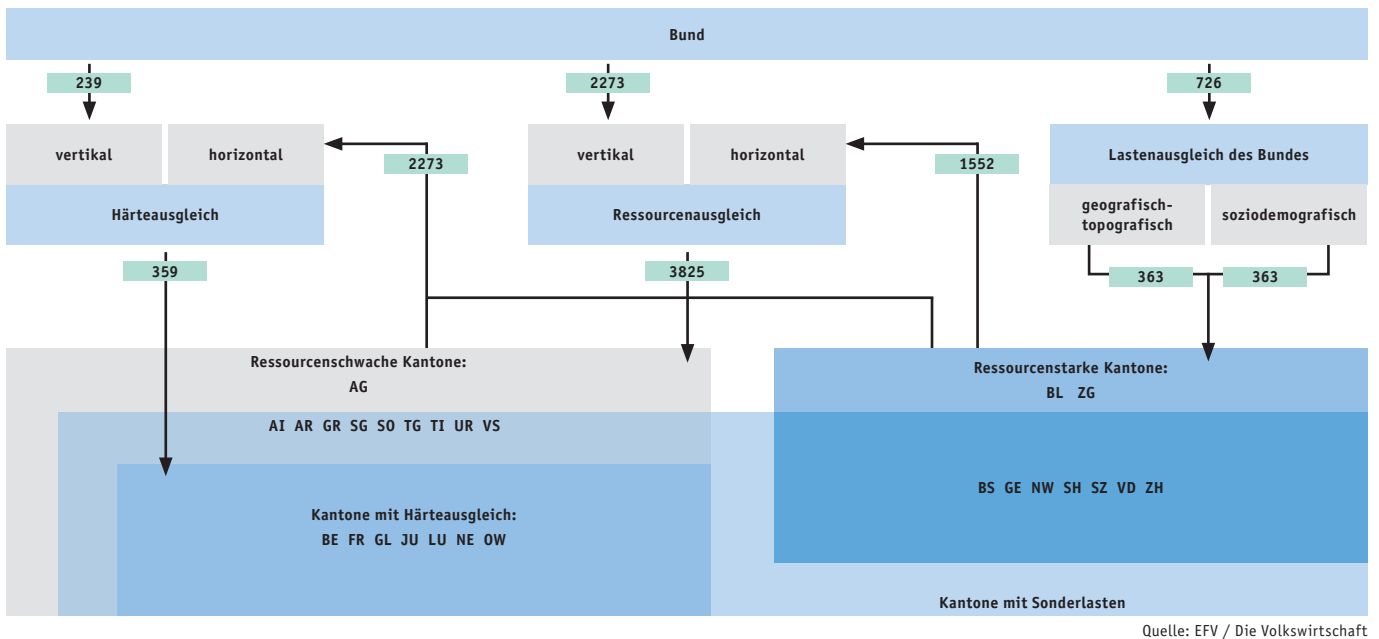 Bund
239
2273
726
vertikal
horizontal
2273
vertikal
horizontal
1552
Lastenausgleich des Bundes
Härteausgleich
Ressourcenausgleich
geografisch-
topografisch
soziodemografisch
359
3825
363
363
Ressourcenschwache Kantone:
AG
AI AR GR SG SO TG TI UR VS
Kantone mit Härteausgleich:
BE FR GL JU LU NE OW
Ressourcenstarke Kantone:
BL ZG
BS GE NW SH SZ VD ZH
Kantone mit Sonderlasten
Quelle: EFV / Die Volkswirtschaft